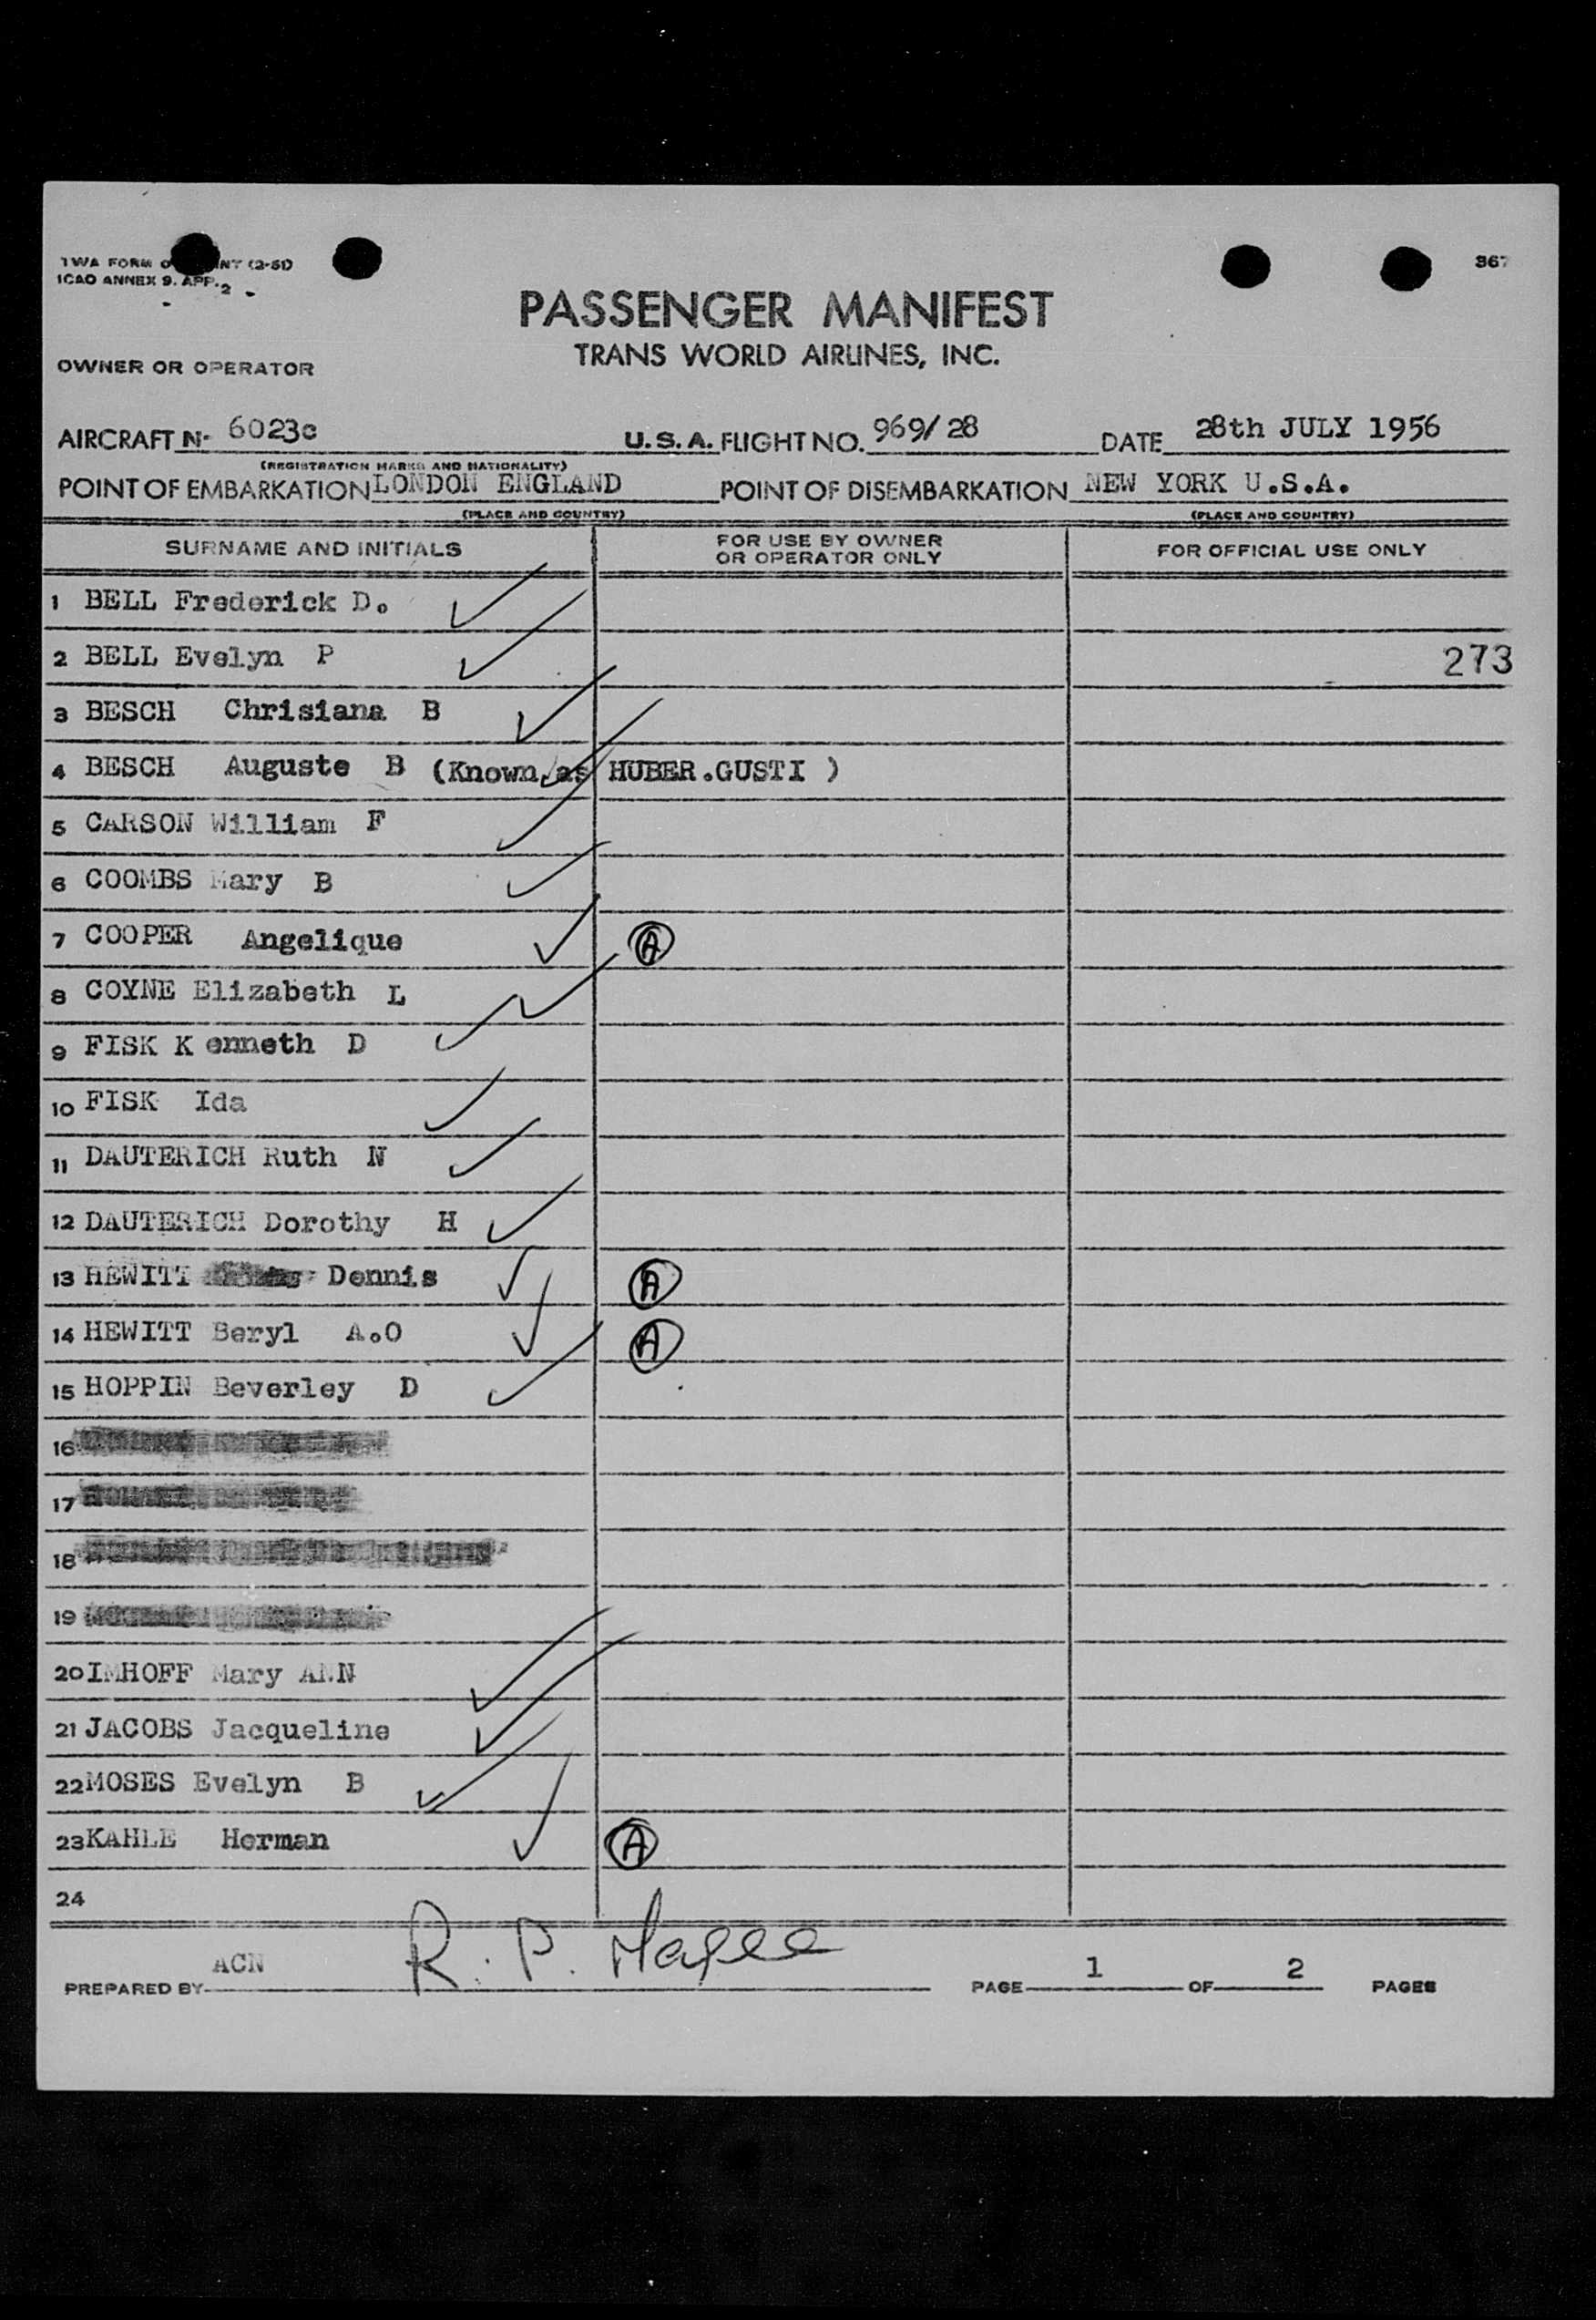 TWA FORM O INT (2-51)
ICAO ANNEX 9. APP. 2
367
PASSENGER MANIFEST
TRANS WORLD AIRLINES, INC.
OWNER OR OPERATOR
AIRCRAFT N- 6023c U.S.A. FLIGHT NO. 969/28 DATE 28th JULY 1956
(REGISTRATION MARKS AND NATIONALITY)
POINT OF EMBARKATION LONDON ENGLAND POINT OF DISEMBARKATION NEW YORK U.S.A.
(PLACE AND COUNTRY) (PLACE AND COUNTRY)
SURNAME AND INITIALS FOR USE BY OWNER OR OPERATOR ONLY FOR OFFICIAL USE ONLY
1 BELL Frederick D.
2 BELL Evelyn P 273
3 BESCH Chrisiana B
4 BESCH Auguste B (Known as HUBER.GUSTI )
5 CARSON William F
6 COOMBS Mary B
7 COOPER Angelique A
8 COYNE Elizabeth L
9 FISK K enneth D
10 FISK Ida
11 DAUTERICH Ruth N
12 DAUTERICH Dorothy H
13 HEWITT Dennis A
14 HEWITT Beryl A.O A
15 HOPPIN Beverley D
16
17
18
19
20 IMHOFF Mary ANN
21 JACOBS Jacqueline
22 MOSES Evelyn B
23 KAHLE Herman A
24
PREPARED BY ACN R. P. Magee PAGE 1 OF 2 PAGES